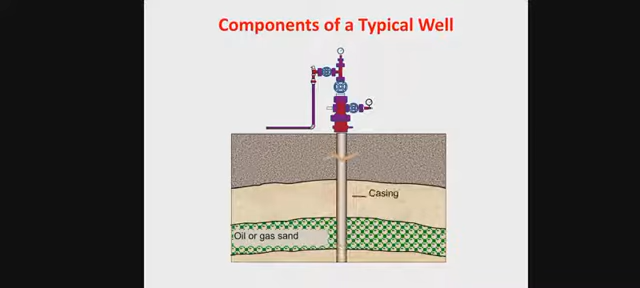 Components of a Typical Well
Casing
Oil or gas sand